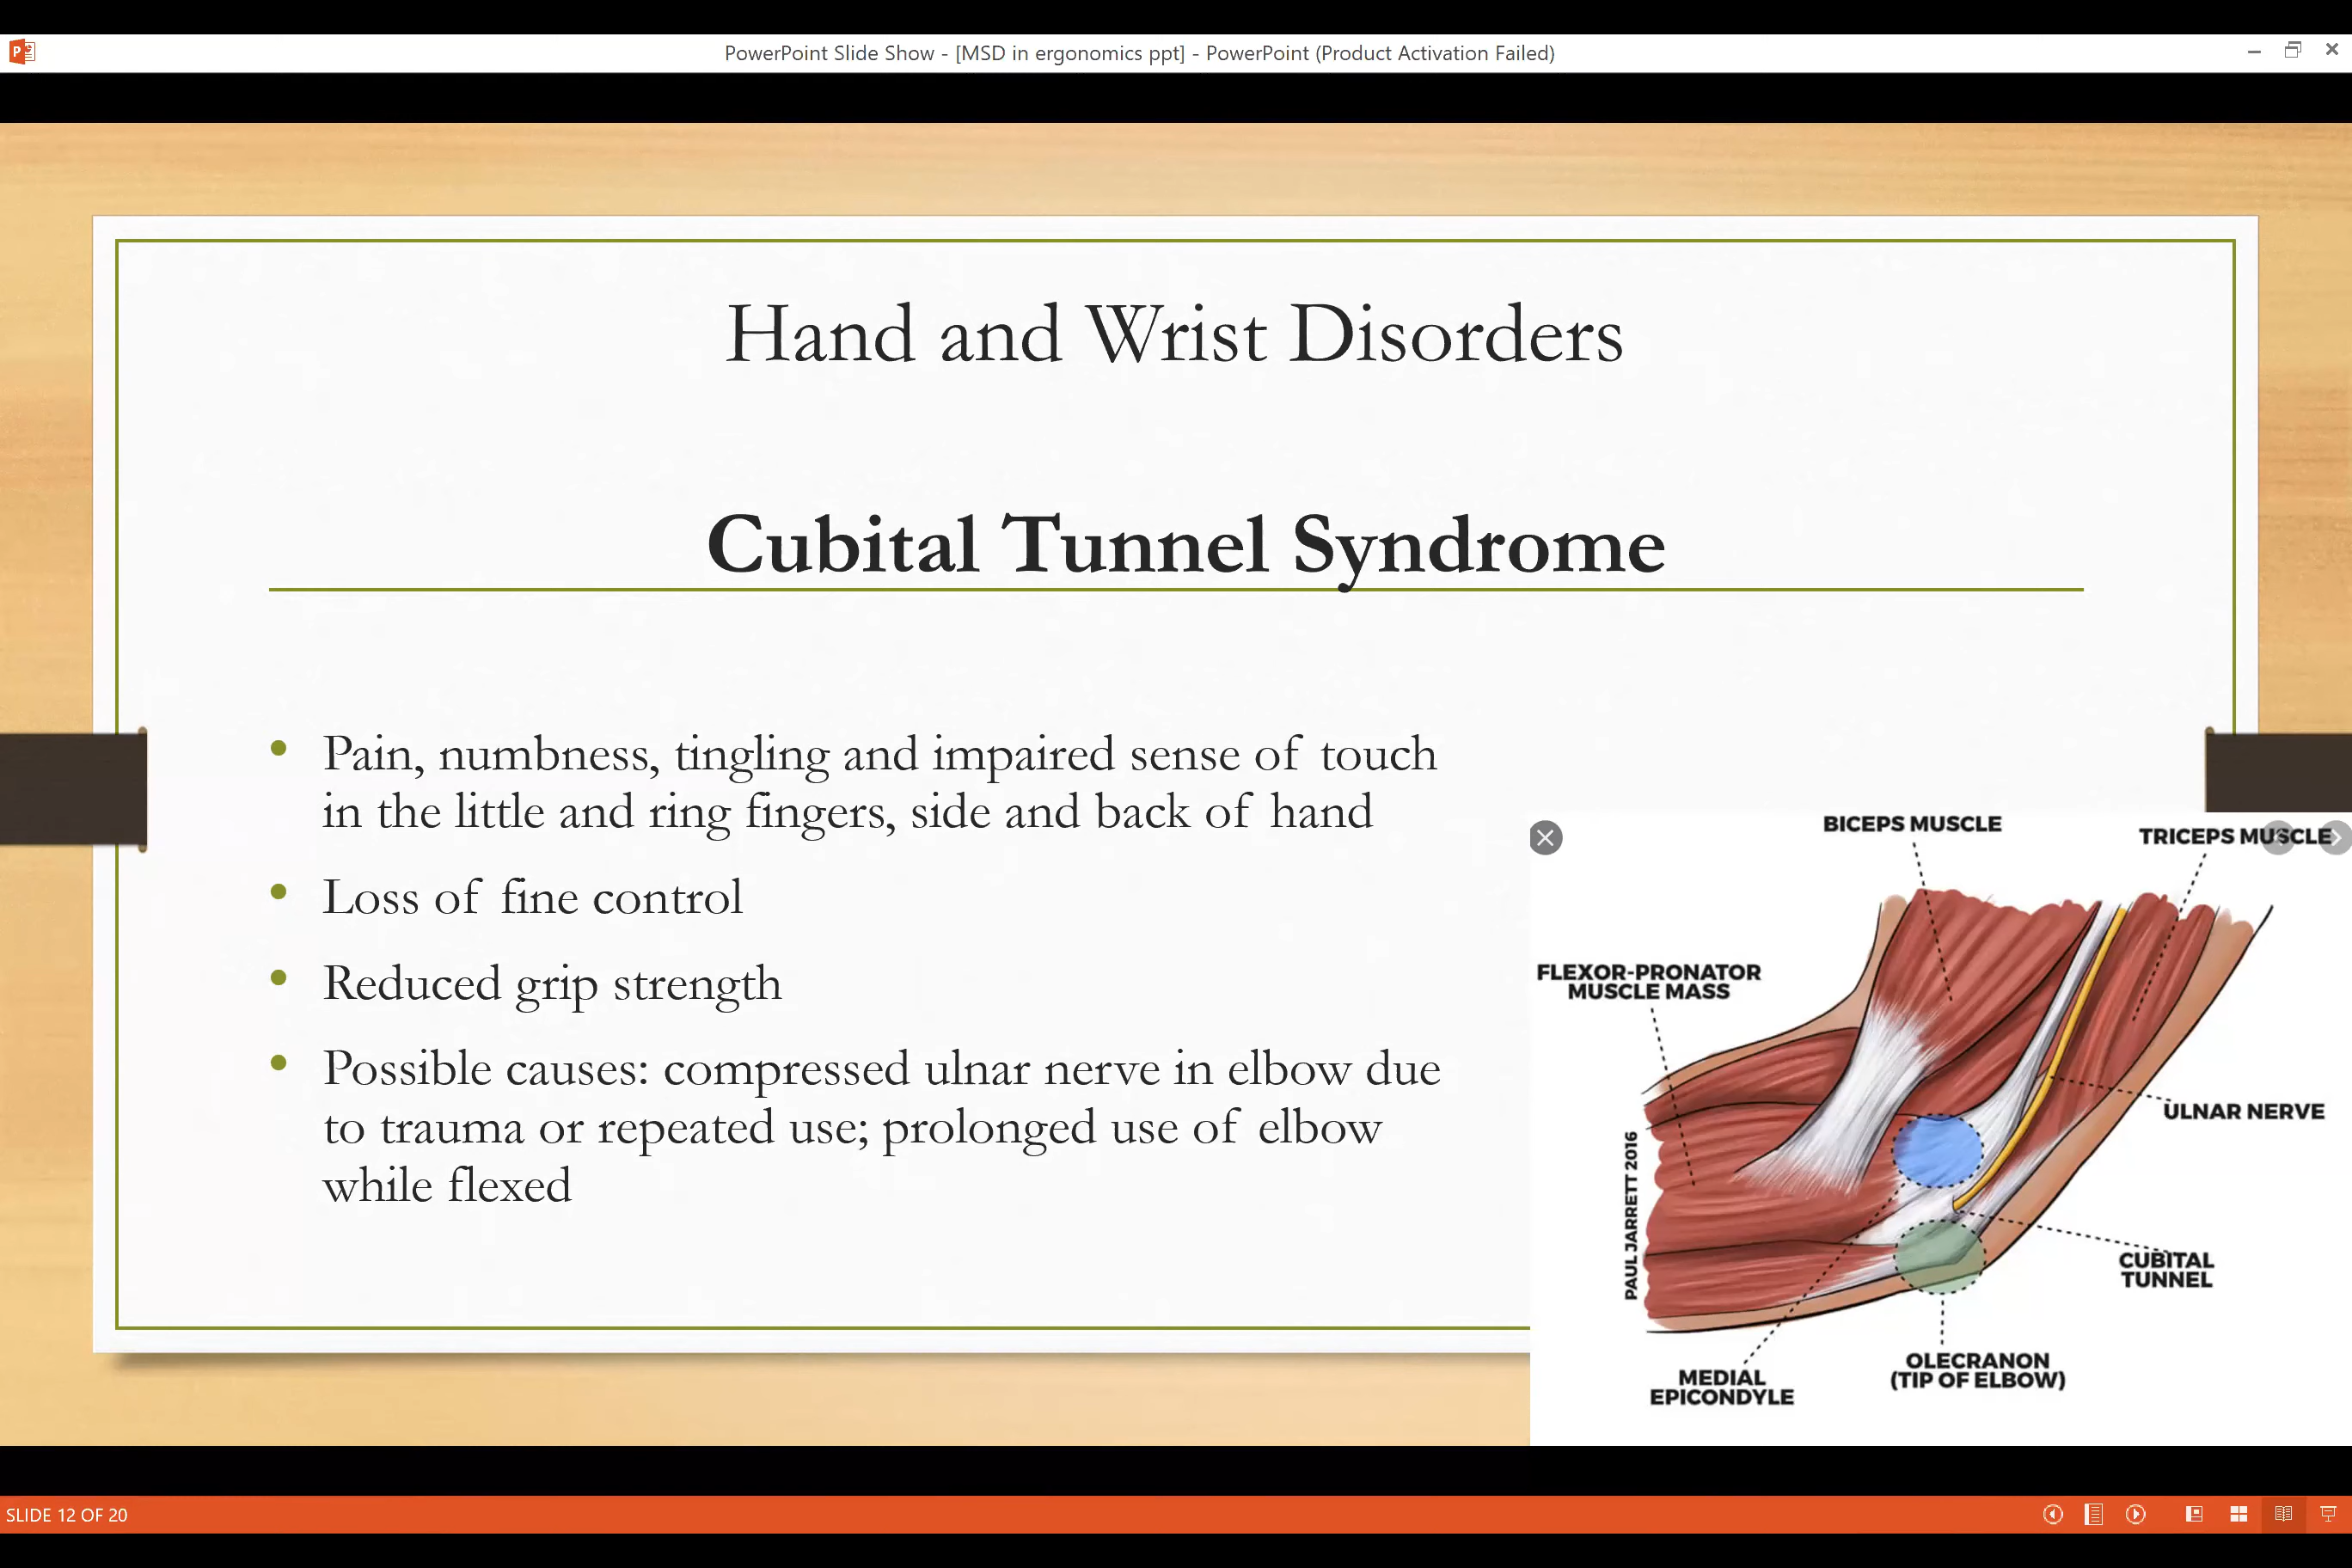 PowerPoint Slide Show - [MSD in ergonomics ppt] - PowerPoint (Product Activation Failed)
Hand and Wrist Disorders
Cubital Tunnel Syndrome
• Pain, numbness, tingling and impaired sense of touch
in the little and ring fingers, side and back of hand
• Loss of fine control
• Reduced grip strength
• Possible causes: compressed ulnar nerve in elbow due
to trauma or repeated use; prolonged use of elbow
while flexed
BICEPS MUSCLE
TRICEPS MUSCLE
FLEXOR-PRONATOR
MUSCLE MASS
ULNAR NERVE
PAUL JARRETT 2016
CUBITAL
TUNNEL
OLECRANON
(TIP OF ELBOW)
MEDIAL
EPICONDYLE
SLIDE 12 OF 20